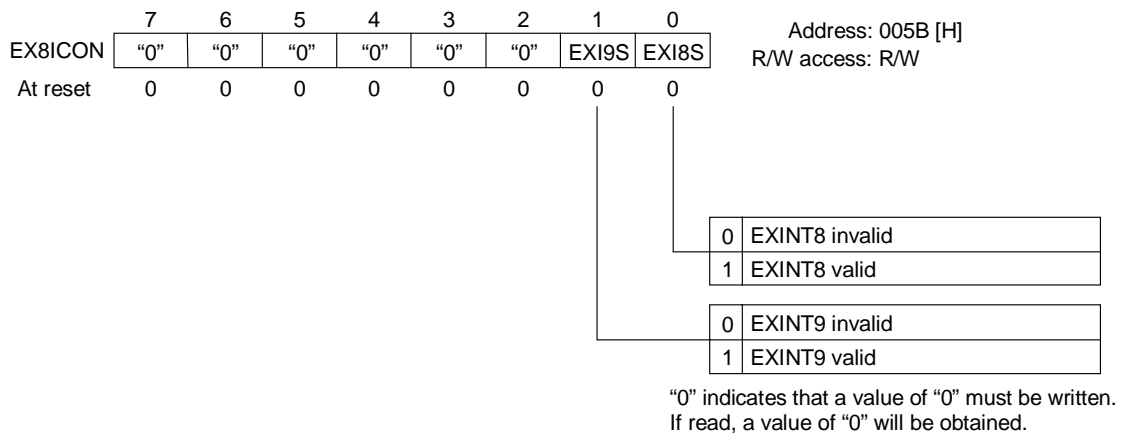 7 6 5 4 3 2 1 0
EX8ICON “0” “0” “0” “0” “0” “0” EXI9S EXI8S
At reset 0 0 0 0 0 0 0 0
Address: 005B [H]
R/W access: R/W
0 EXINT8 invalid
1 EXINT8 valid
0 EXINT9 invalid
1 EXINT9 valid
“0” indicates that a value of “0” must be written.
If read, a value of “0” will be obtained.